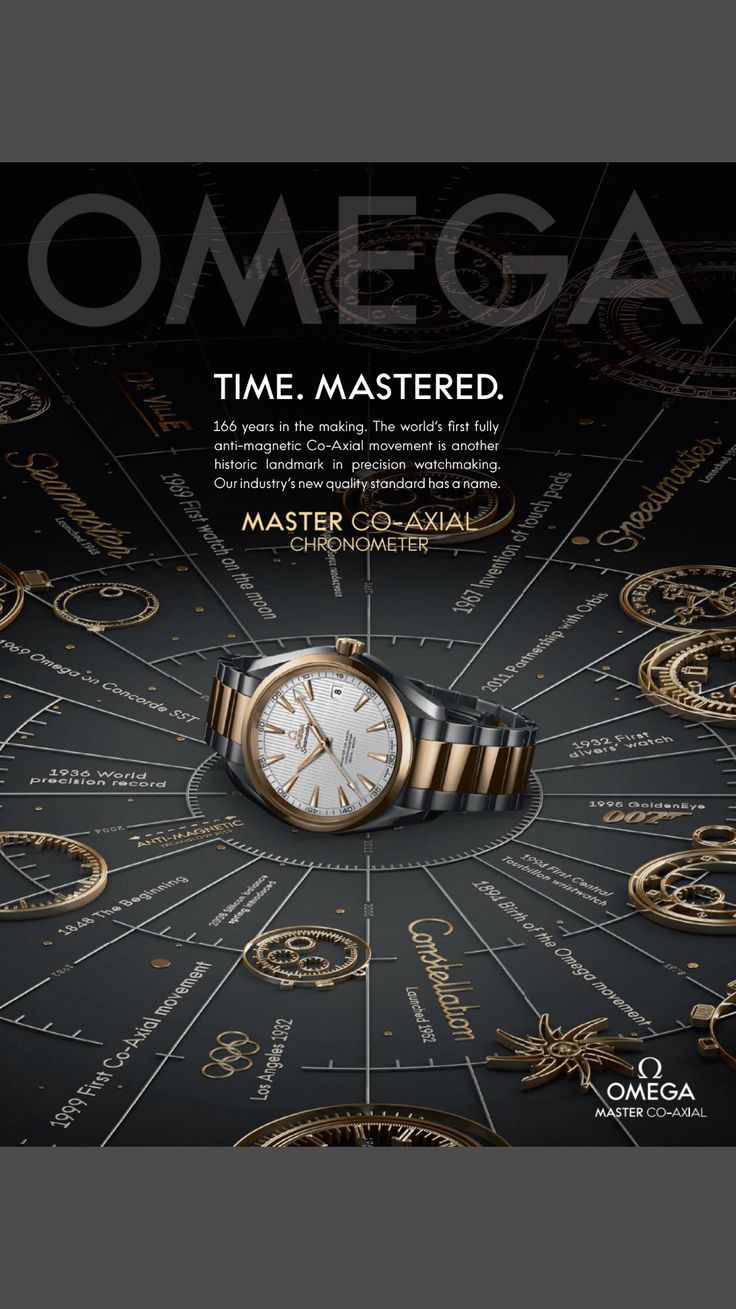 OMEGA
TIME. MASTERED.
166 years in the making. The world's first fully
anti-magnetic Co-Axial movement is another
historic landmark in precision watchmaking.
Our industry's new quality standard has a name.
MASTER CO-AXIAL
CHRONOMETER
De Ville
Seamaster
1969 First watch on the moon
1967 Invention of touch pads
Speedmaster
1969 Omega on Concorde SST
2011 Partnership with Orbis
1932 First
divers' watch
1936 World
precision record
1995 GoldenEye
007
ANTI-MAGNETIC
1994 First Central
Tourbillon wristwatch
1848 The Beginning
2008 Silicon balance
spring introduced
1894 Birth of the Omega movement
Constellation
Launched 1952
1999 First Co-Axial movement
Los Angeles 1932
Ω
OMEGA
MASTER CO-AXIAL